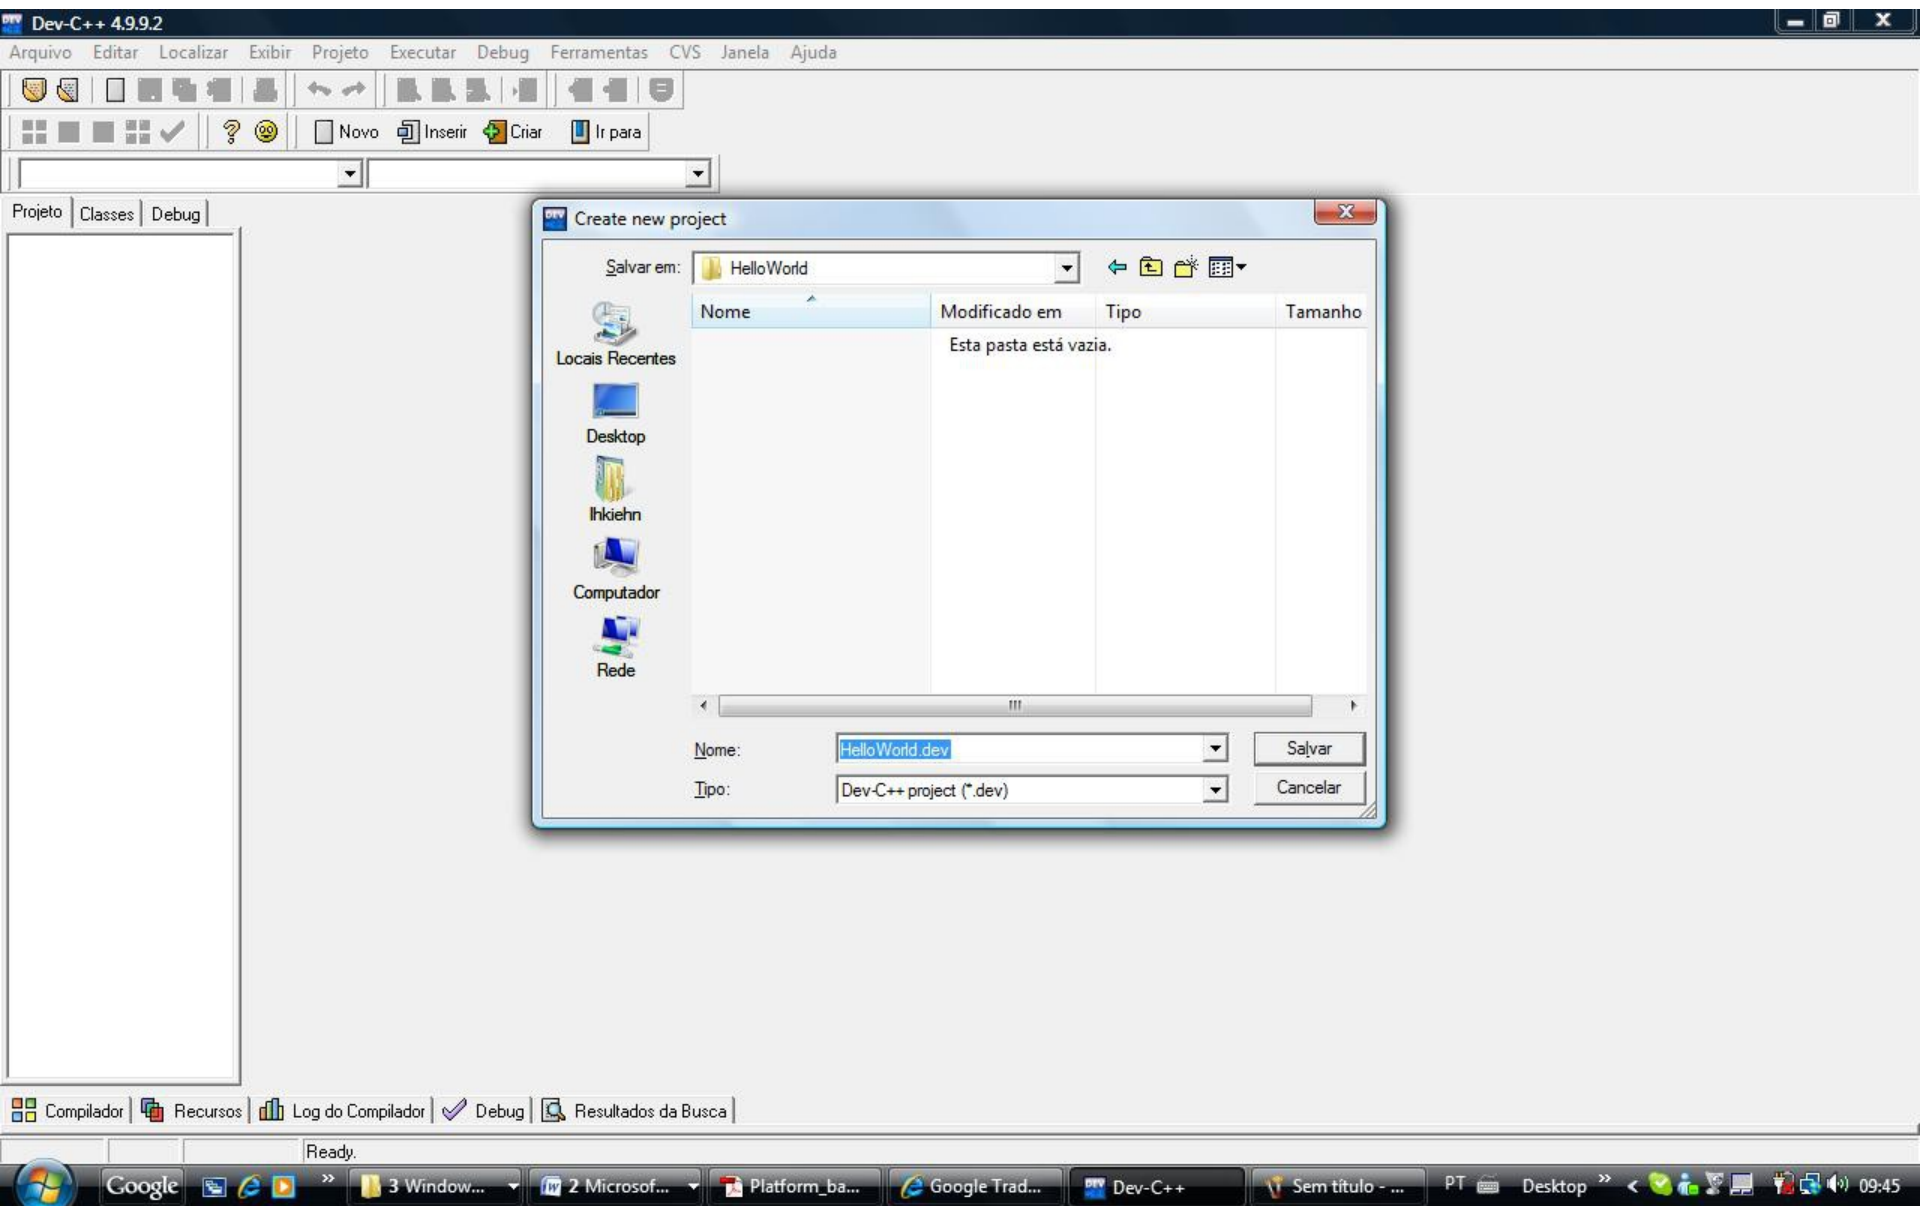 Dev-C++ 4.9.9.2
Arquivo Editar Localizar Exibir Projeto Executar Debug Ferramentas CVS Janela Ajuda
Novo Inserir Criar Ir para
Projeto Classes Debug
Create new project
Salvar em: HelloWorld
Nome Modificado em Tipo Tamanho
Esta pasta está vazia.
Locais Recentes
Desktop
lhkiehn
Computador
Rede
Nome: HelloWorld.dev Salvar
Tipo: Dev-C++ project (*.dev) Cancelar
Compilador Recursos Log do Compilador Debug Resultados da Busca
Ready.
Google » 3 Window... 2 Microsof... Platform_ba... Google Trad... Dev-C++ Sem título - ... PT Desktop » < 09:45